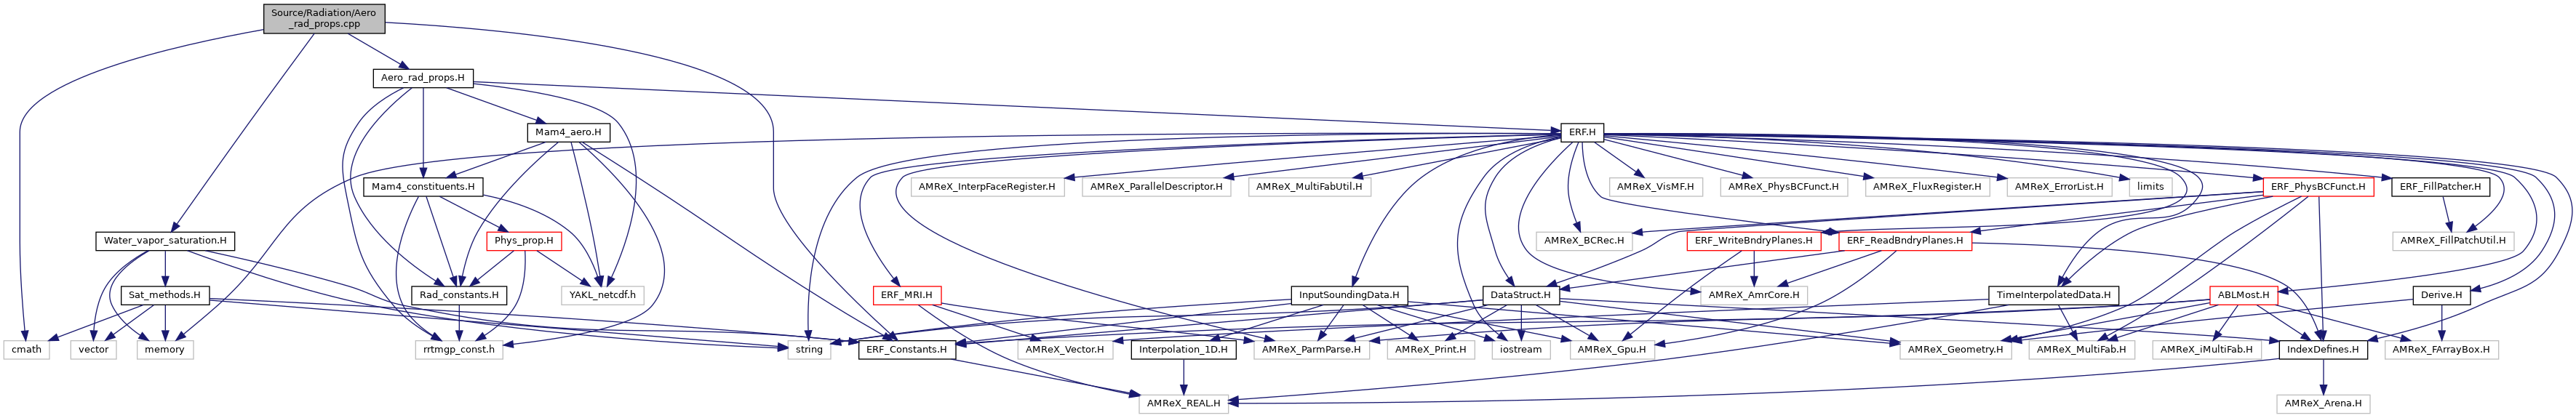 Source/Radiation/Aero
_rad_props.cpp
Aero_rad_props.H
Mam4_aero.H
ERF.H
Mam4_constituents.H
AMReX_InterpFaceRegister.H
AMReX_ParallelDescriptor.H
AMReX_MultiFabUtil.H
AMReX_VisMF.H
AMReX_PhysBCFunct.H
AMReX_FluxRegister.H
AMReX_ErrorList.H
limits
ERF_PhysBCFunct.H
ERF_FillPatcher.H
Water_vapor_saturation.H
Phys_prop.H
AMReX_BCRec.H
ERF_WriteBndryPlanes.H
ERF_ReadBndryPlanes.H
AMReX_FillPatchUtil.H
Sat_methods.H
Rad_constants.H
YAKL_netcdf.h
ERF_MRI.H
InputSoundingData.H
DataStruct.H
AMReX_AmrCore.H
TimeInterpolatedData.H
ABLMost.H
Derive.H
cmath
vector
memory
rrtmgp_const.h
string
ERF_Constants.H
AMReX_Vector.H
Interpolation_1D.H
AMReX_ParmParse.H
AMReX_Print.H
iostream
AMReX_Gpu.H
AMReX_Geometry.H
AMReX_MultiFab.H
AMReX_iMultiFab.H
IndexDefines.H
AMReX_FArrayBox.H
AMReX_REAL.H
AMReX_Arena.H